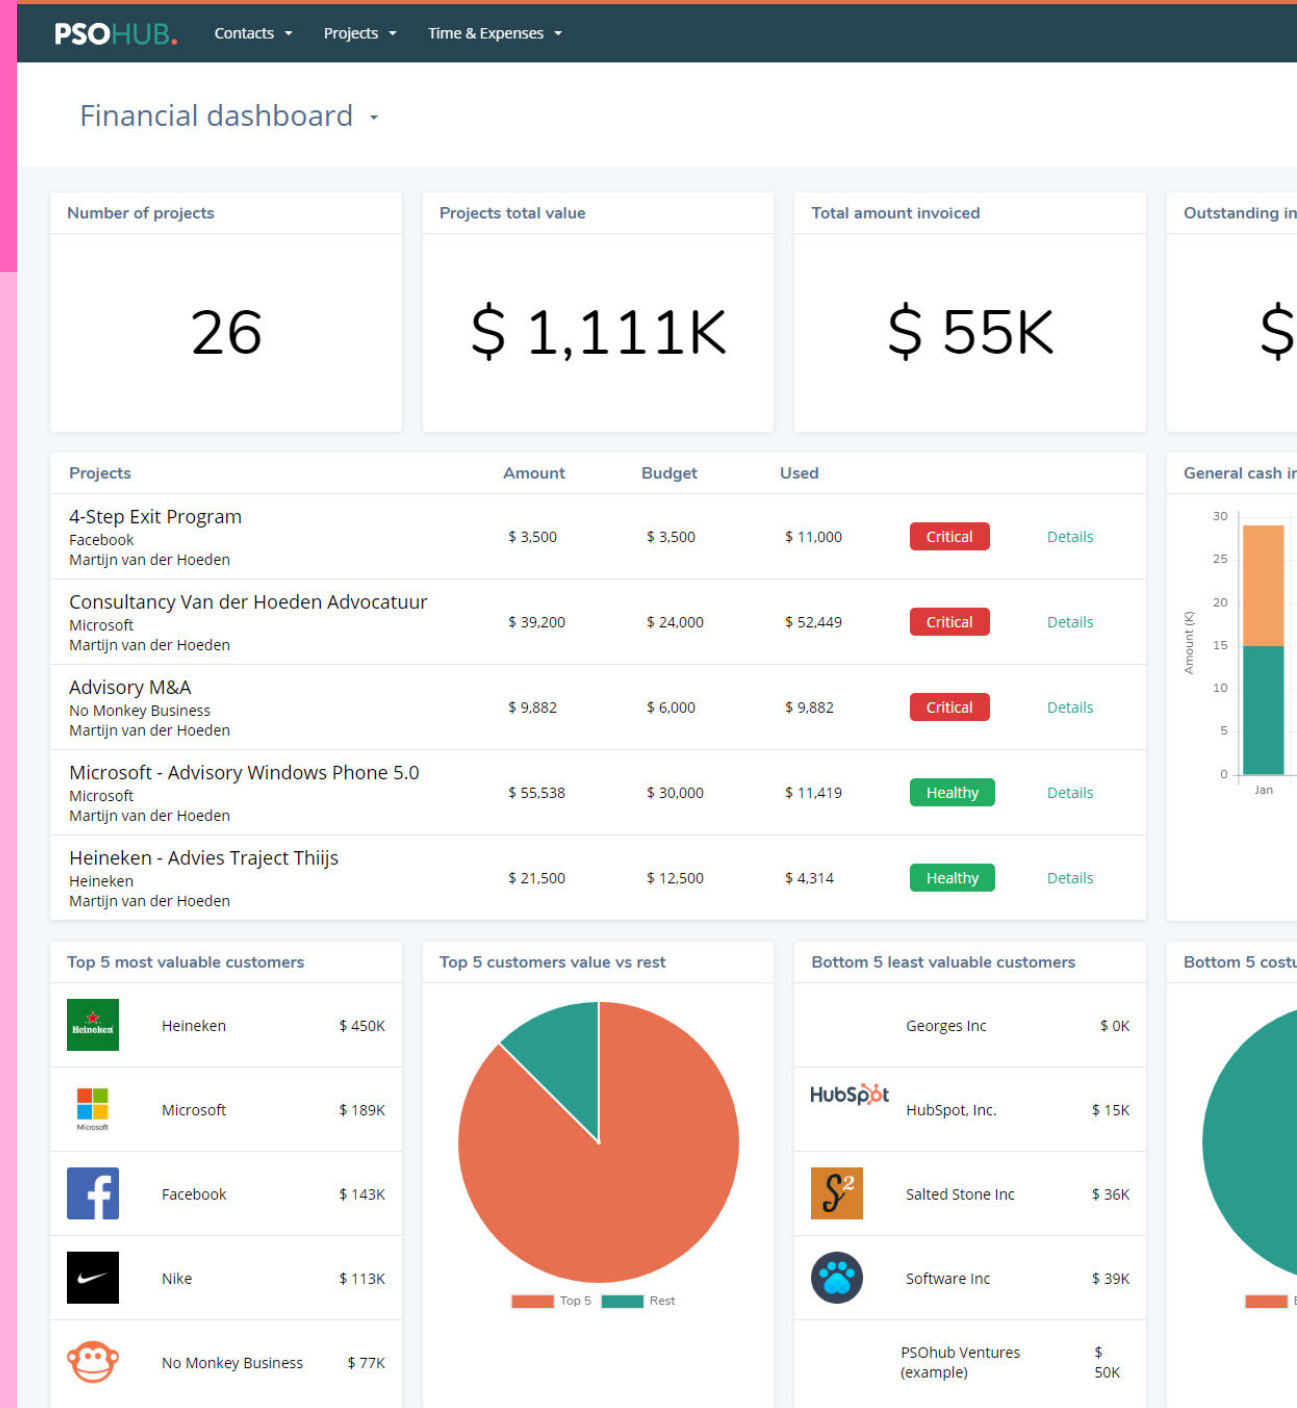 PSOHUB. Contacts Projects Time & Expenses
Financial dashboard
Number of projects
26
Projects total value
$ 1,111K
Total amount invoiced
$ 55K
Outstanding in
$
Projects Amount Budget Used
4-Step Exit Program
Facebook
Martijn van der Hoeden
$ 3,500 $ 3,500 $ 11,000 Critical Details
Consultancy Van der Hoeden Advocatuur
Microsoft
Martijn van der Hoeden
$ 39,200 $ 24,000 $ 52,449 Critical Details
Advisory M&A
No Monkey Business
Martijn van der Hoeden
$ 9,882 $ 6,000 $ 9,882 Critical Details
Microsoft - Advisory Windows Phone 5.0
Microsoft
Martijn van der Hoeden
$ 55,538 $ 30,000 $ 11,419 Healthy Details
Heineken - Advies Traject Thiijs
Heineken
Martijn van der Hoeden
$ 21,500 $ 12,500 $ 4,314 Healthy Details
General cash in
Amount (K)
30
25
20
15
10
5
0
Jan
Top 5 most valuable customers
Heineken
Heineken $ 450K
Microsoft
Microsoft $ 189K
f
Facebook $ 143K
Nike $ 113K
No Monkey Business $ 77K
Top 5 customers value vs rest
Top 5 Rest
Bottom 5 least valuable customers
Georges Inc $ 0K
HubSpot
HubSpot, Inc. $ 15K
S2
Salted Stone Inc $ 36K
Software Inc $ 39K
PSOhub Ventures
(example)
$
50K
Bottom 5 costu